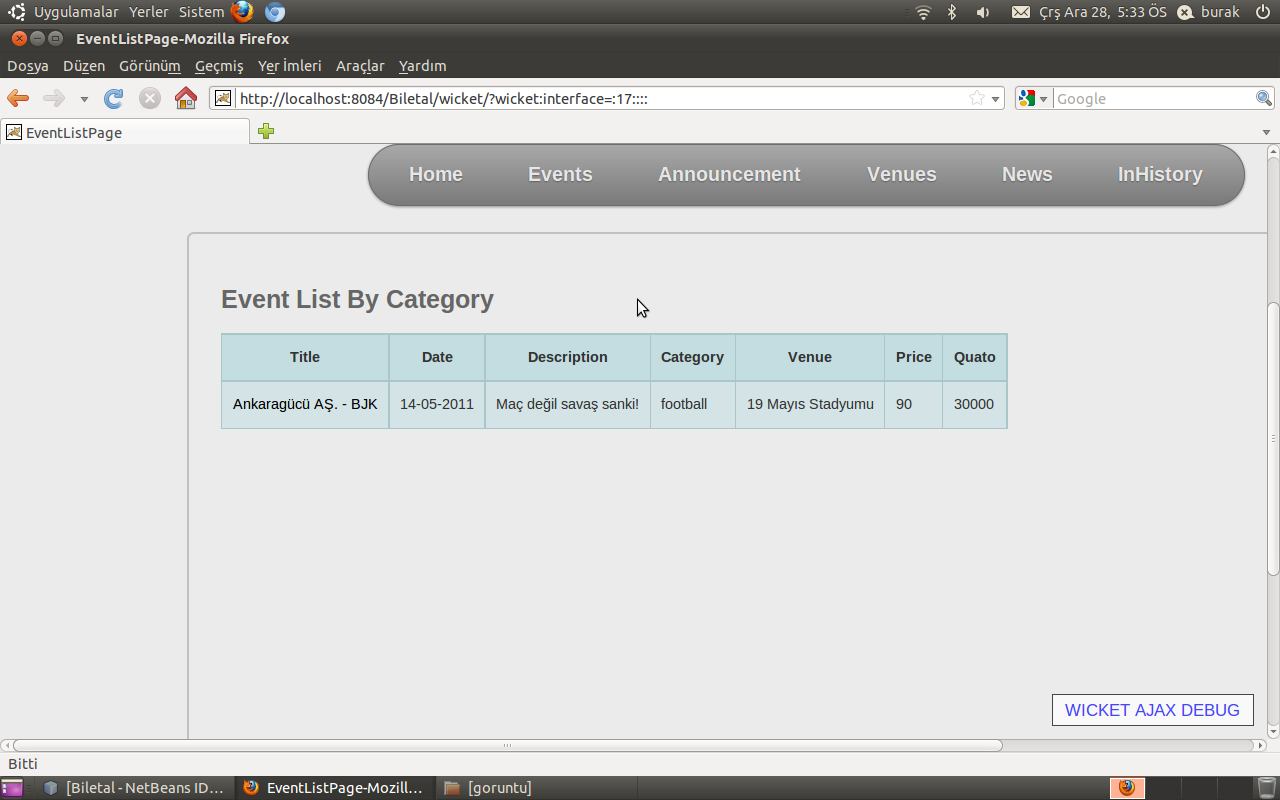 Uygulamalar Yerler Sistem Çrş Ara 28, 5:33 ÖS burak
EventListPage-Mozilla Firefox
Dosya Düzen Görünüm Geçmiş Yer İmleri Araçlar Yardım
http://localhost:8084/Biletal/wicket/?wicket:interface=:17:::: Google
EventListPage
Home Events Announcement Venues News InHistory
Event List By Category
Title Date Description Category Venue Price Quato
Ankaragücü AŞ. - BJK 14-05-2011 Maç değil savaş sanki! football 19 Mayıs Stadyumu 90 30000
WICKET AJAX DEBUG
Bitti
[Biletal - NetBeans ID... EventListPage-Mozill... [goruntu]